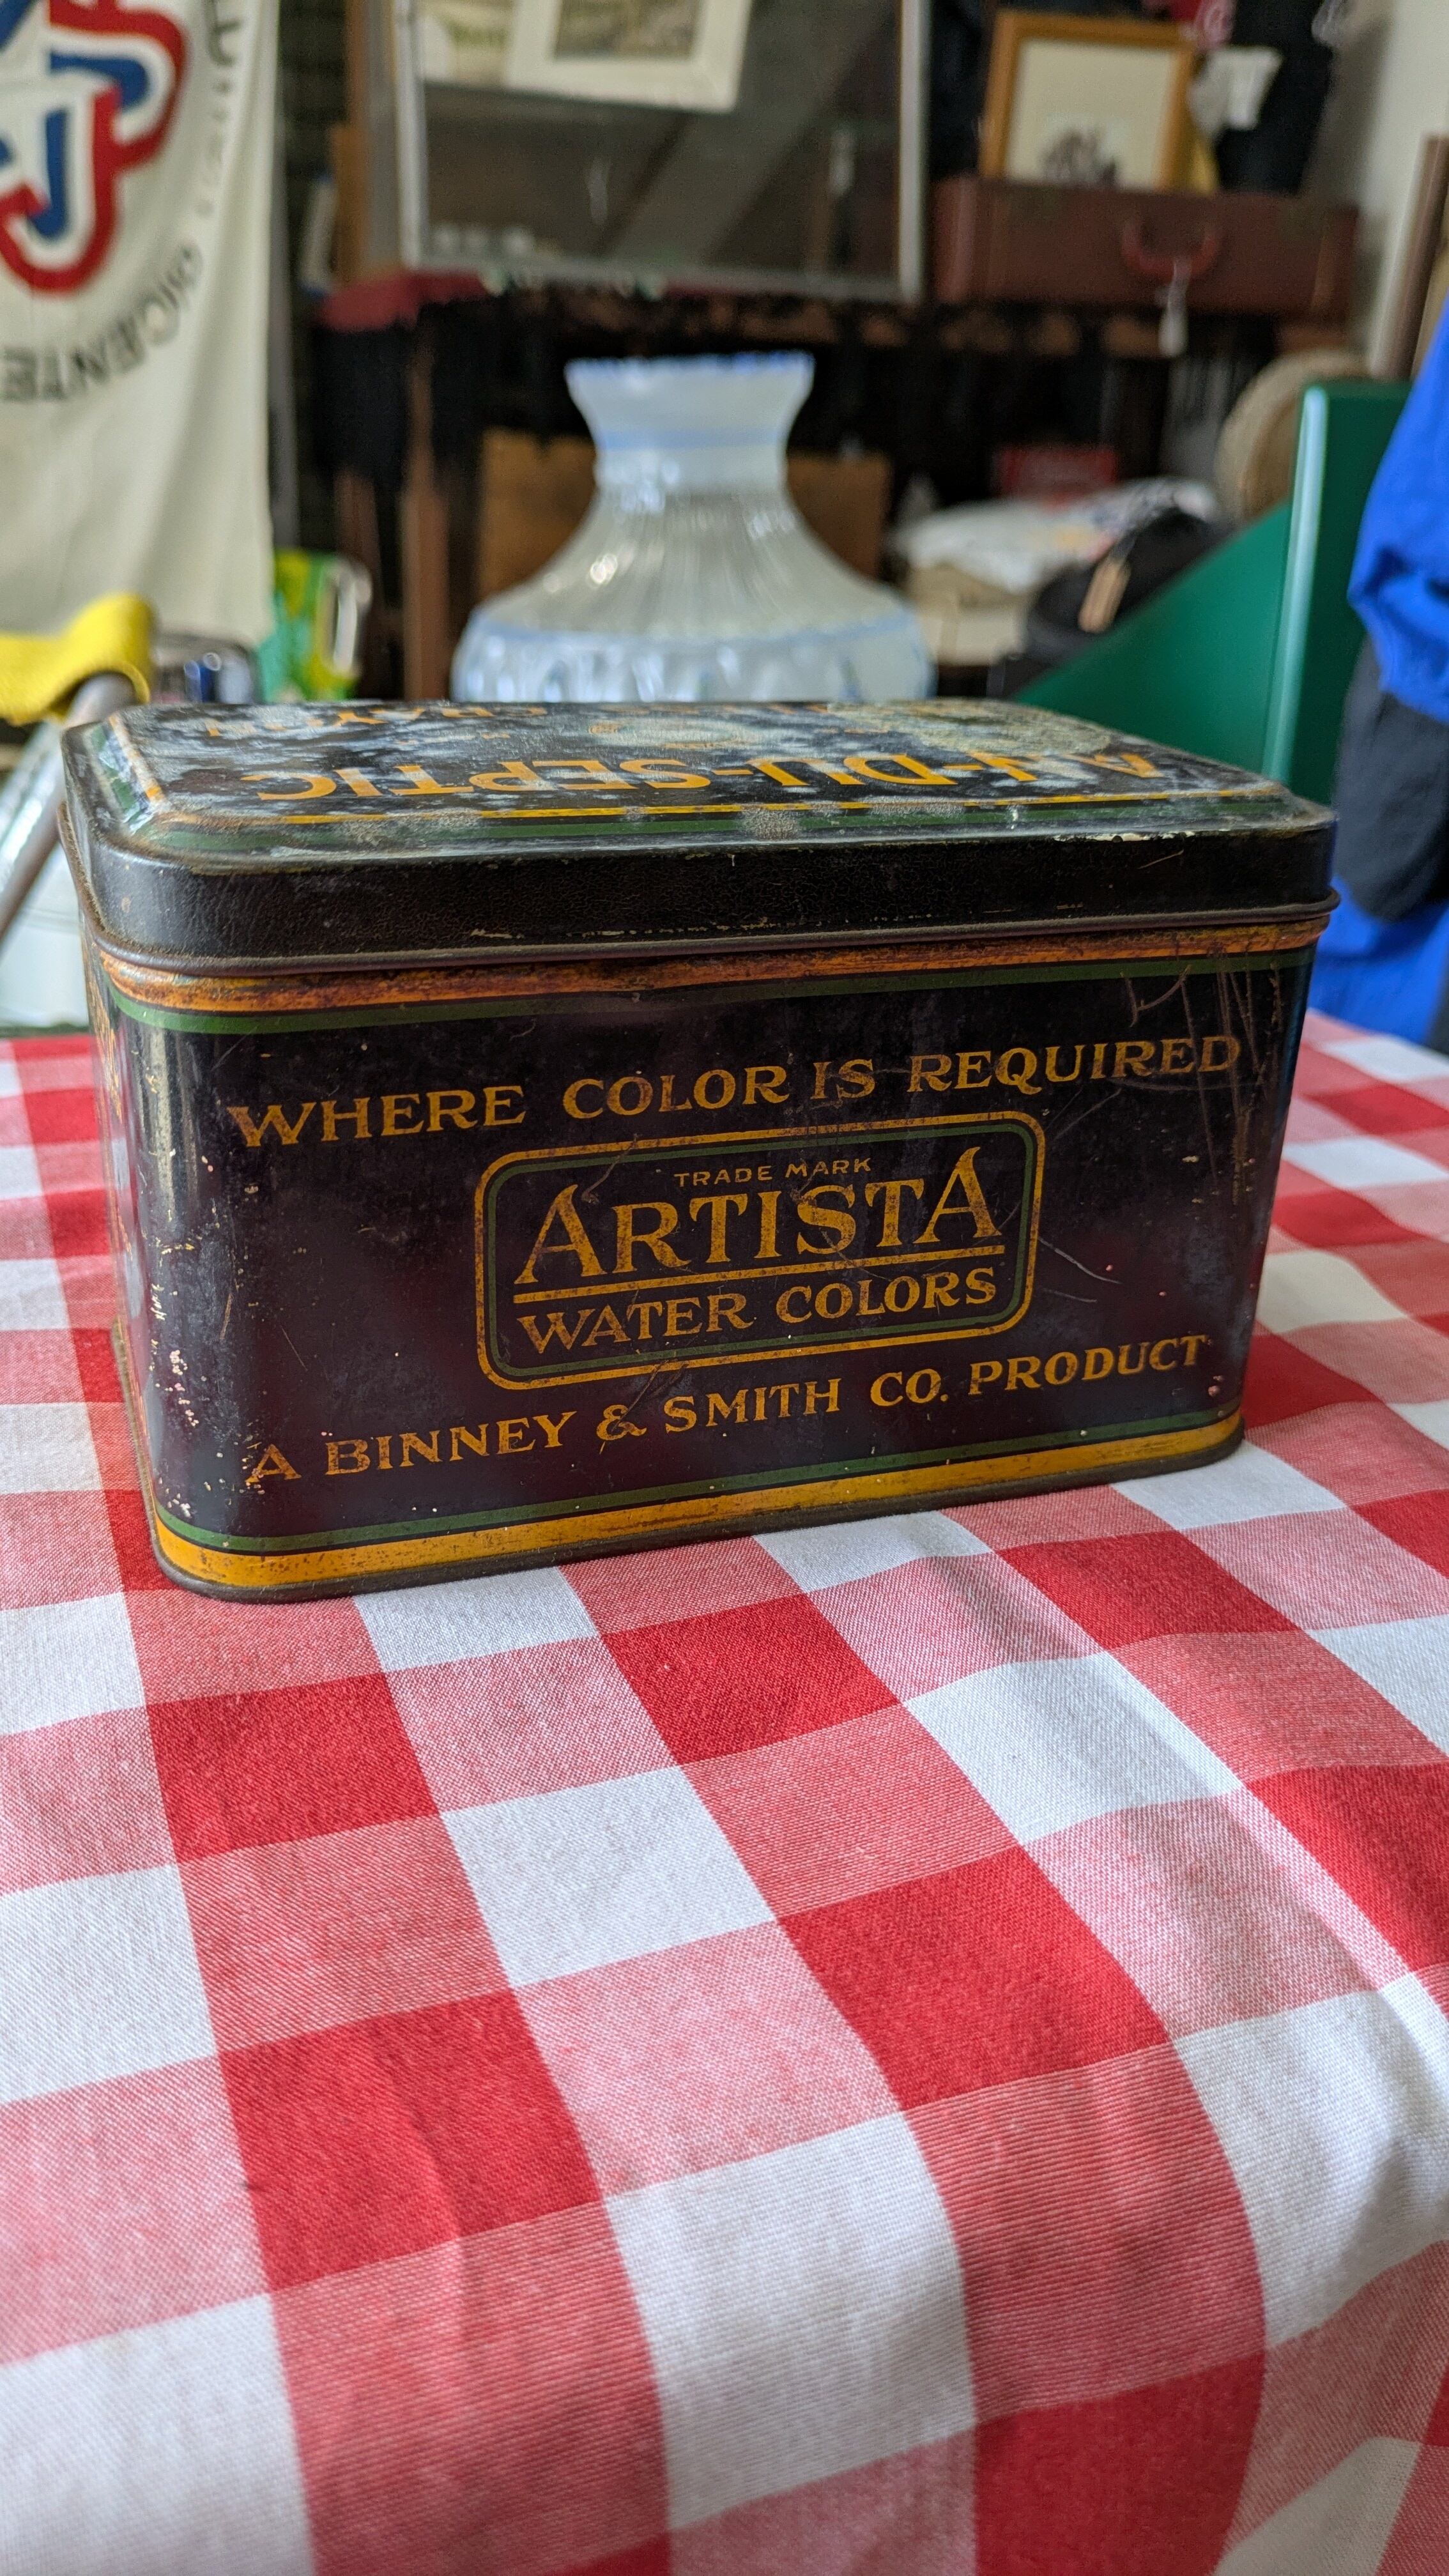 AN-DU-SEPTIC
WHERE COLOR IS REQUIRED
TRADE MARK
ARTISTA
WATER COLORS
A BINNEY & SMITH CO. PRODUCT